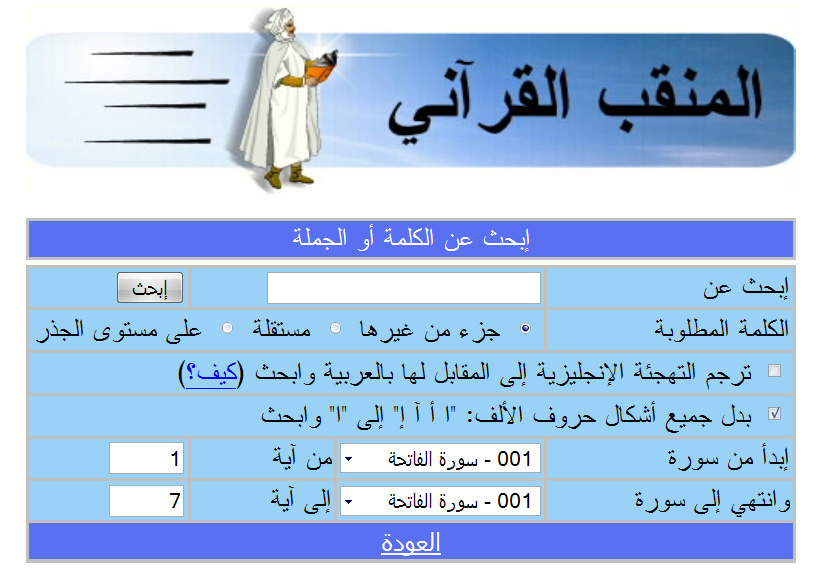 المنقب القرآني
إبحث عن الكلمة أو الجملة
إبحث عن إبحث
الكلمة المطلوبة جزء من غيرها مستقلة على مستوى الجذر
ترجم التهجئة الإنجليزية إلى المقابل لها بالعربية وابحث (كيف؟)
بدل جميع أشكال حروف الألف: "ا أ آ إ" إلى "ا" وابحث
إبدأ من سورة 001 - سورة الفاتحة من آية 1
وانتهي إلى سورة 001 - سورة الفاتحة إلى آية 7
العودة